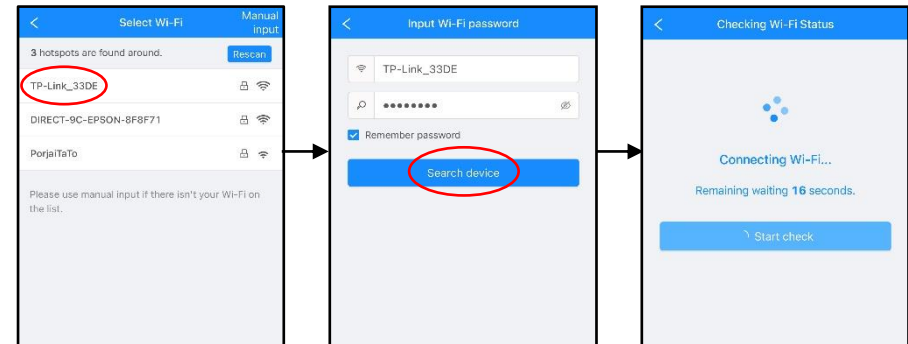 Select Wi-Fi
Manual
input
3 hotspots are found around.
Rescan
TP-Link_33DE
DIRECT-9C-EPSON-8F8F71
PorjaiTaTo
Please use manual input if there isn't your Wi-Fi on
the list.
Input Wi-Fi password
TP-Link_33DE
●●●●●●●●
Remember password
Search device
Checking Wi-Fi Status
Connecting Wi-Fi...
Remaining waiting 16 seconds.
Start check